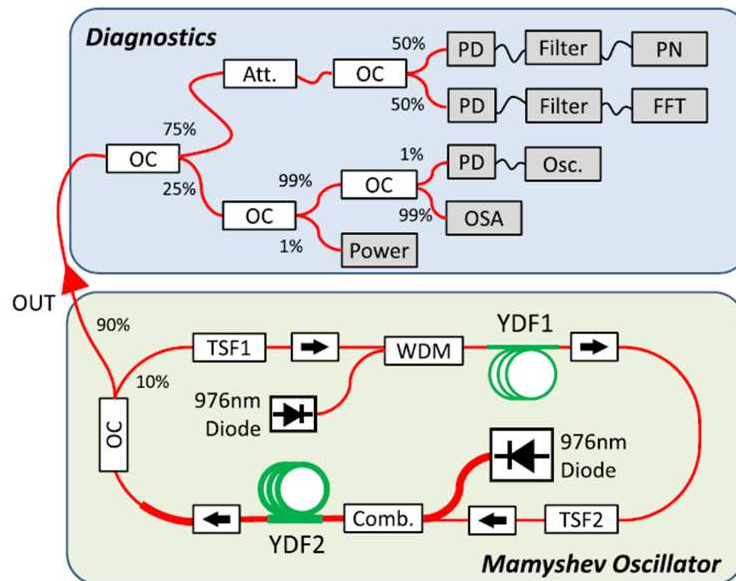 Diagnostics
50%
PD
Filter
PN
Att.
OC
50%
PD
Filter
FFT
75%
OC
25%
1%
PD
Osc.
99%
OC
OC
99%
OSA
1%
Power
OUT
90%
YDF1
TSF1
WDM
10%
976nm
Diode
OC
976nm
Diode
Comb.
TSF2
YDF2
Mamyshev Oscillator